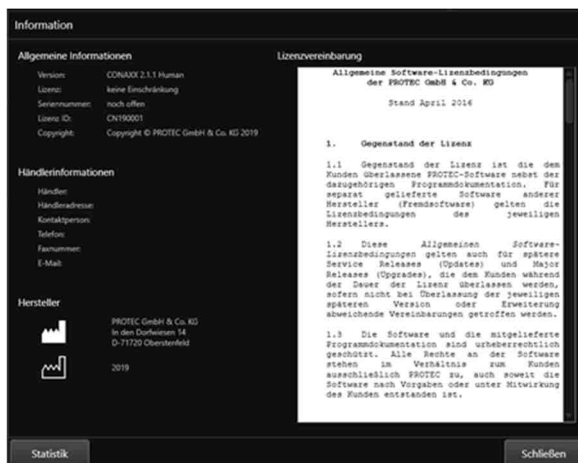 Information
Allgemeine Informationen
Version: CONAXX 2.1.1 Human
Lizenz: keine Einschränkung
Seriennummer: noch offen
Lizenz ID: CN190001
Copyright: Copyright © PROTEC GmbH & Co. KG 2019
Händlerinformationen
Händler:
Händleradresse:
Kontaktperson:
Telefon:
Faxnummer:
E-Mail:
Hersteller
PROTEC GmbH & Co. KG
In den Dorfwiesen 14
D-71720 Oberstenfeld
2019
Statistik
Lizenzvereinbarung
Allgemeine Software-Lizenzbedingungen
der PROTEC GmbH & Co. KG
Stand April 2016
1. Gegenstand der Lizenz
1.1 Gegenstand der Lizenz ist die dem
Kunden überlassene PROTEC-Software nebst der
dazugehörigen Programmdokumentation. Für
separat gelieferte Software anderer
Hersteller (Fremdsoftware) gelten die
Lizenzbedingungen des jeweiligen
Herstellers.
1.2 Diese Allgemeinen Software-
Lizenzbedingungen gelten auch für spätere
Service Releases (Updates) und Major
Releases (Upgrades), die dem Kunden während
der Dauer der Lizenz überlassen werden,
sofern nicht bei Überlassung der jeweiligen
späteren Version oder Erweiterung
abweichende Vereinbarungen getroffen werden.
1.3 Die Software und die mitgelieferte
Programmdokumentation sind urheberrechtlich
geschützt. Alle Rechte an der Software
stehen im Verhältnis zum Kunden
ausschließlich PROTEC zu, auch soweit die
Software nach Vorgaben oder unter Mitwirkung
des Kunden entstanden ist.
Schließen